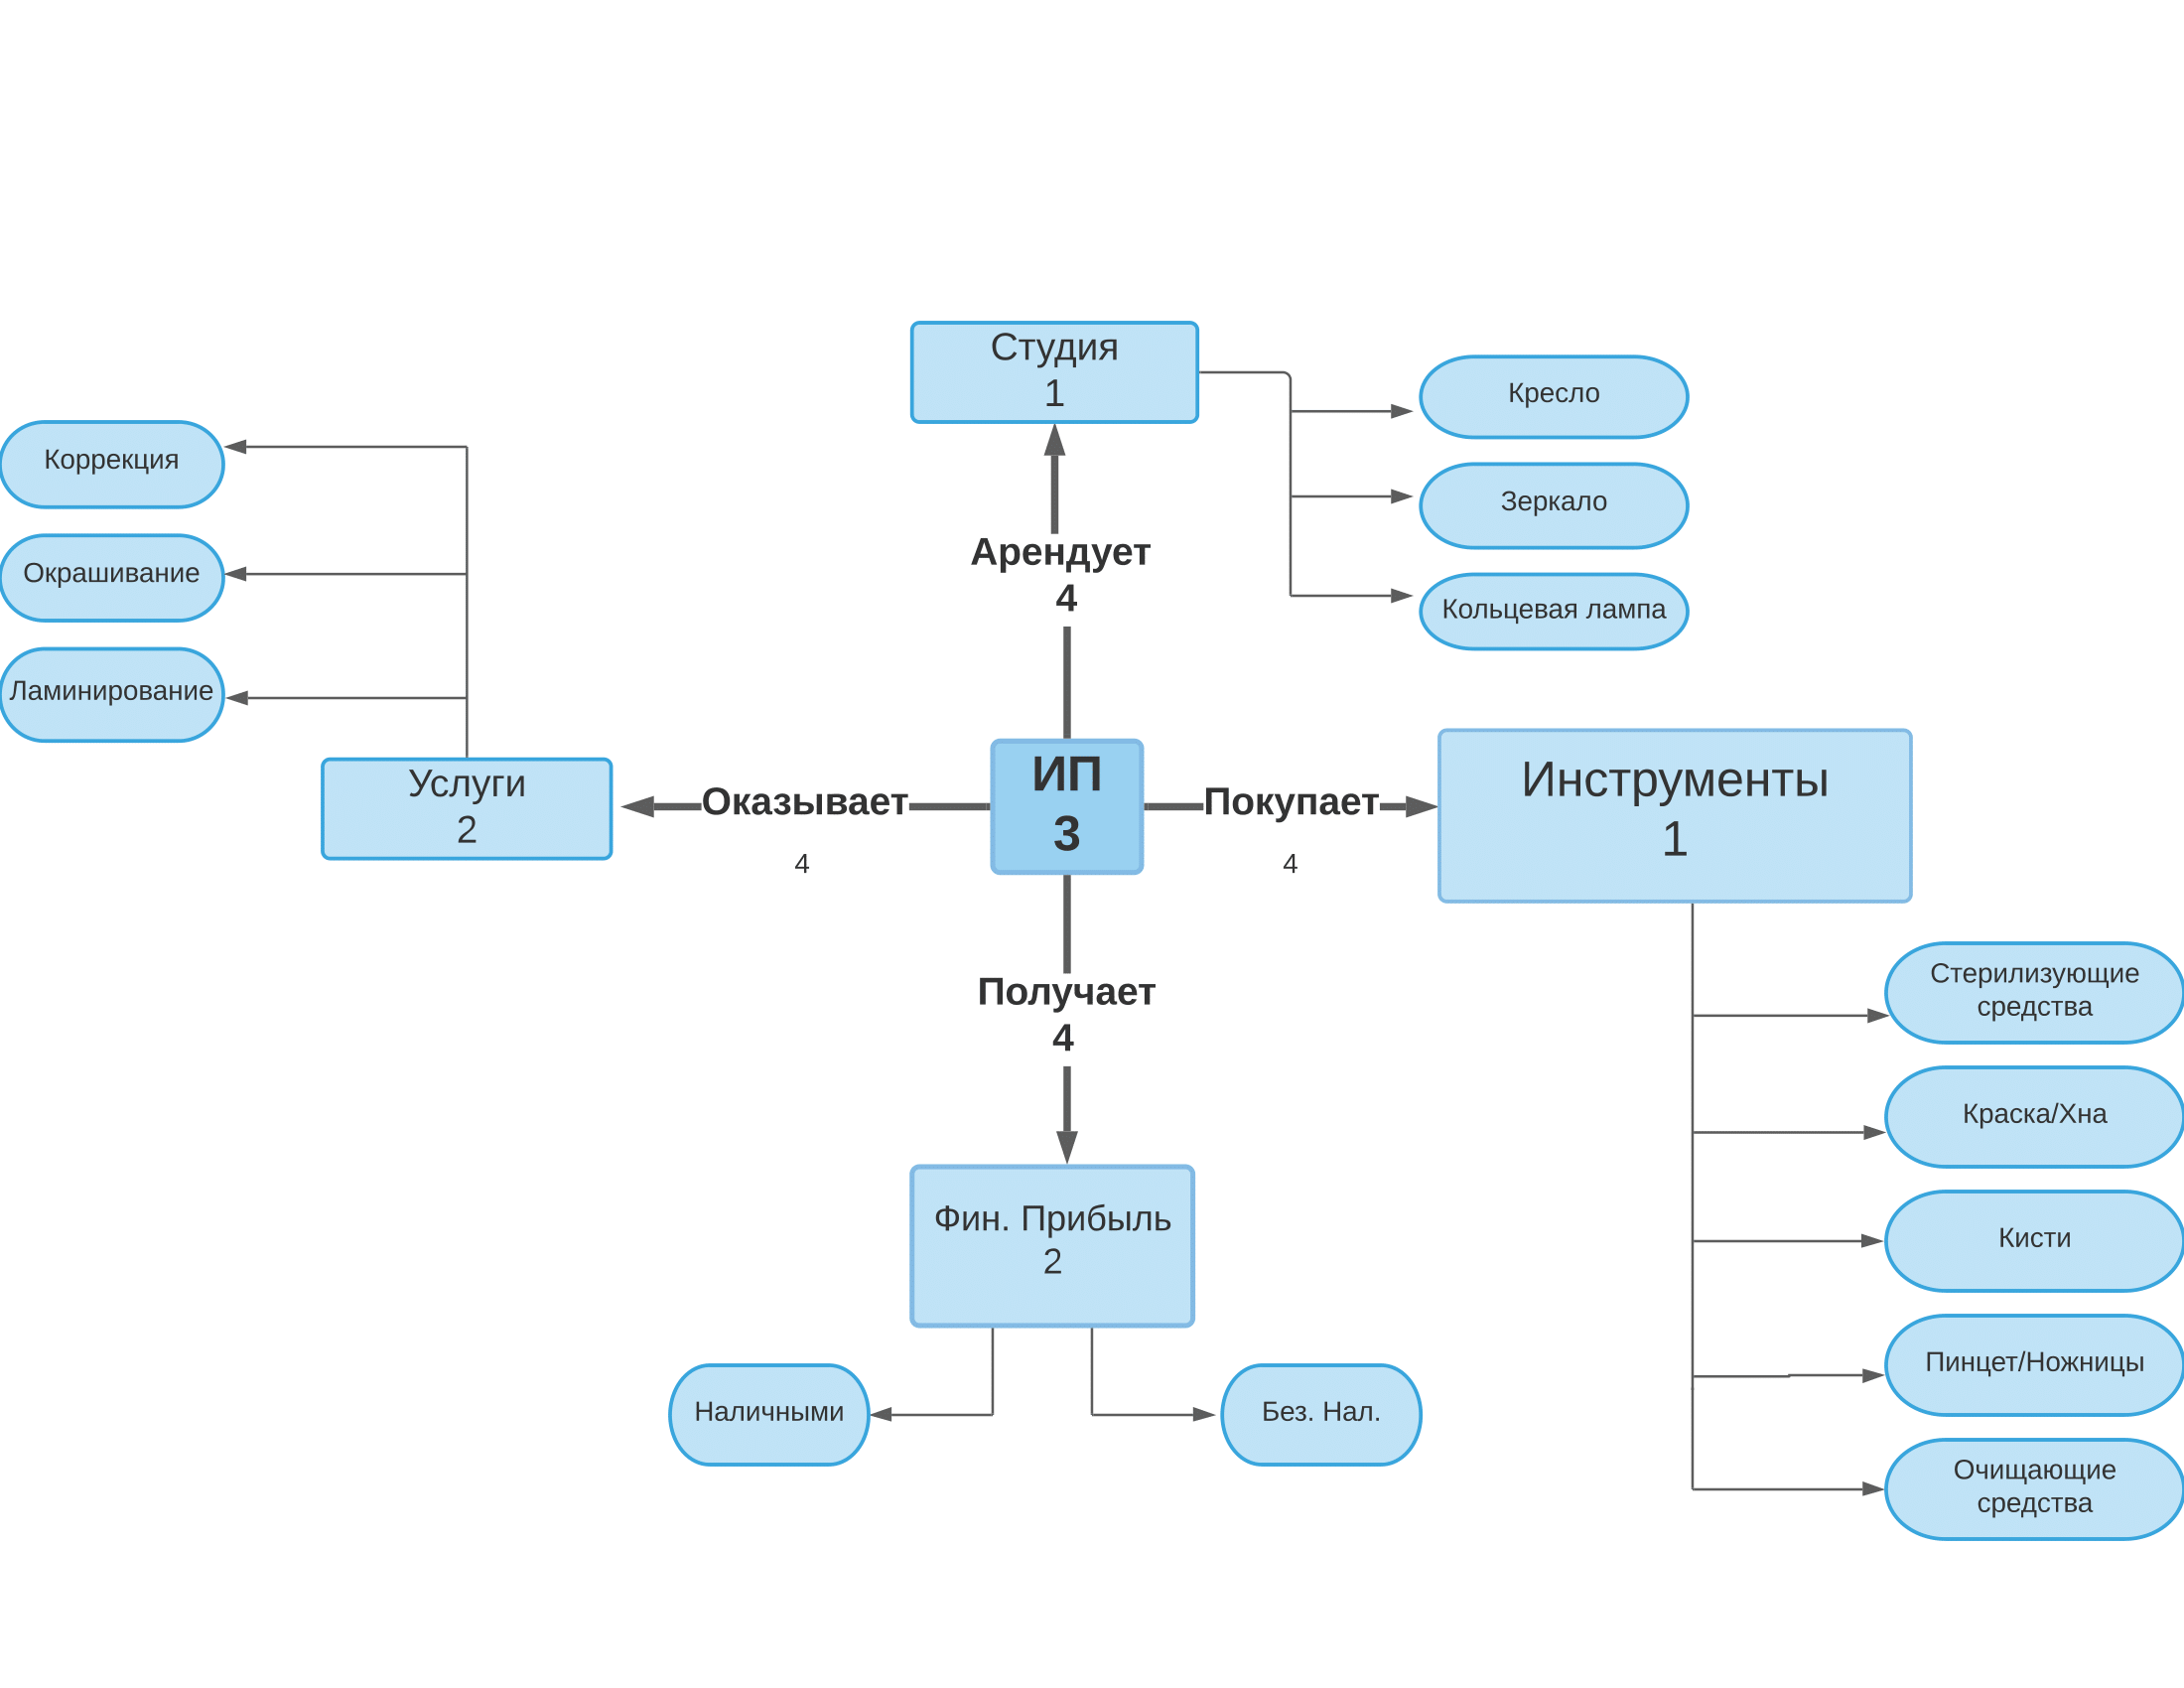 Студия
1
Кресло
Зеркало
Кольцевая лампа
Коррекция
Окрашивание
Ламинирование
Арендует
4
Услуги
2
Оказывает
4
ИП
3
Покупает
4
Инструменты
1
Получает
4
Стерилизующие
средства
Краска/Хна
Кисти
Пинцет/Ножницы
Очищающие
средства
Фин. Прибыль
2
Наличными
Без. Нал.